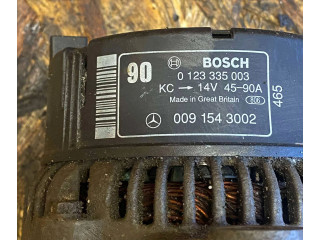 BOSCH
90
0 123 335 003
KC → 14V 45-90A
Made in Great Britain
009 154 3002
465